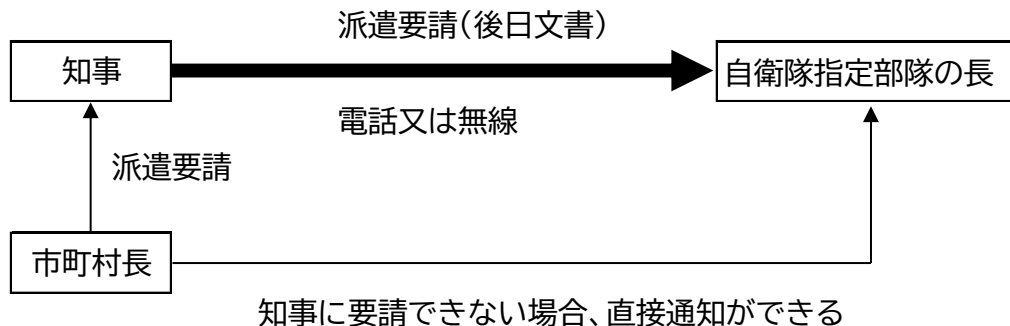 派遣要請(後日文書)
知事
自衛隊指定部隊の長
電話又は無線
派遣要請
市町村長
知事に要請できない場合、直接通知ができる